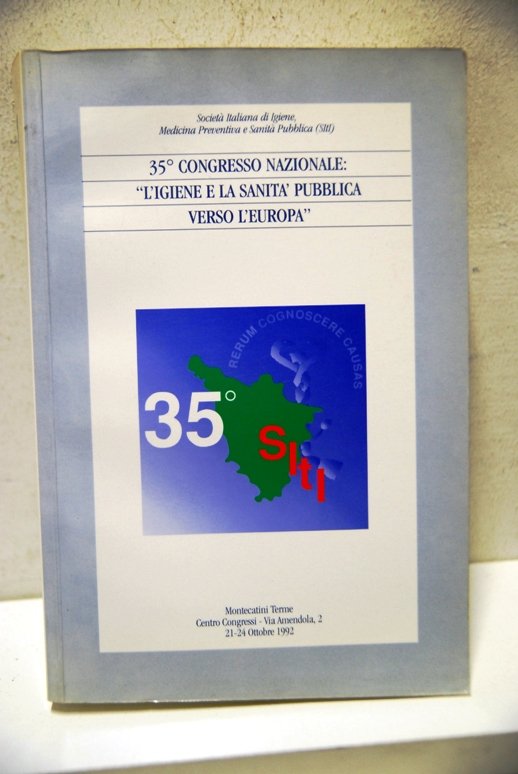 Società Italiana di Igiene,
Medicina Preventiva e Sanità Pubblica (SItI)
35° CONGRESSO NAZIONALE:
“L'IGIENE E LA SANITA' PUBBLICA
VERSO L'EUROPA”
RERUM COGNOSCERE CAUSAS
35°
SItI
Montecatini Terme
Centro Congressi - Via Amendola, 2
21-24 Ottobre 1992